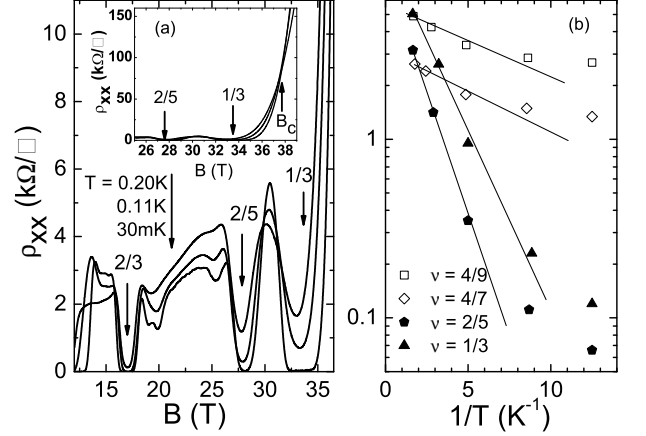 (a)
ρxx (kΩ/□)
150
100
50
0
2/5
1/3
Bc
26 28 30 32 34 36 38
B (T)
ρxx (kΩ/□)
10
8
6
4
2
0
T = 0.20K
0.11K
30mK
2/3
2/5
1/3
15 20 25 30 35
B (T)
(b)
1
0.1
ν = 4/9
ν = 4/7
ν = 2/5
ν = 1/3
0 5 10
1/T (K⁻¹)